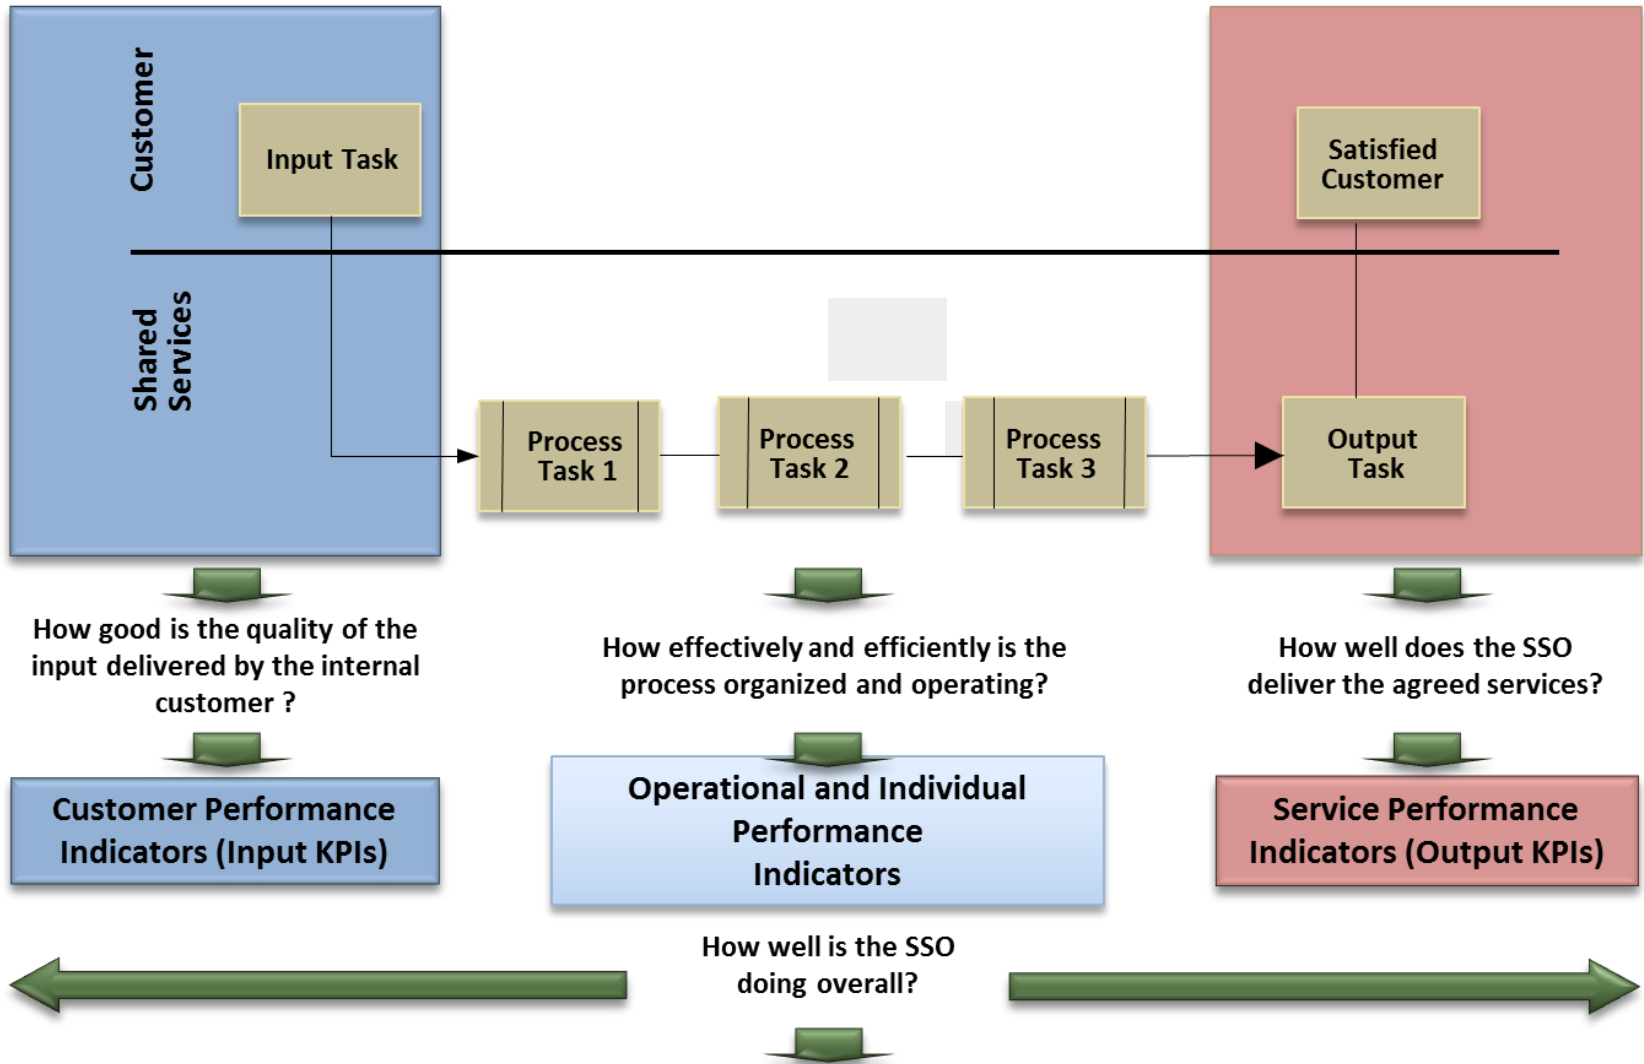 Customer
Input Task
Satisfied
Customer
Shared
Services
Process
Task 1
Process
Task 2
Process
Task 3
Output
Task
How good is the quality of the
input delivered by the internal
customer ?
How effectively and efficiently is the
process organized and operating?
How well does the SSO
deliver the agreed services?
Customer Performance
Indicators (Input KPIs)
Operational and Individual
Performance
Indicators
Service Performance
Indicators (Output KPIs)
How well is the SSO
doing overall?